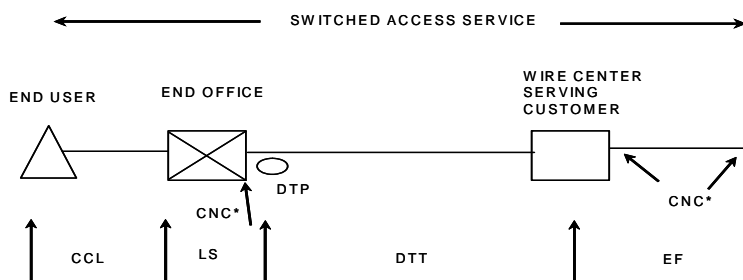 SWITCHED ACCESS SERVICE
WIRE CENTER
SERVING
CUSTOMER
END USER
END OFFICE
DTP
CNC*
CNC*
CCL
LS
DTT
EF